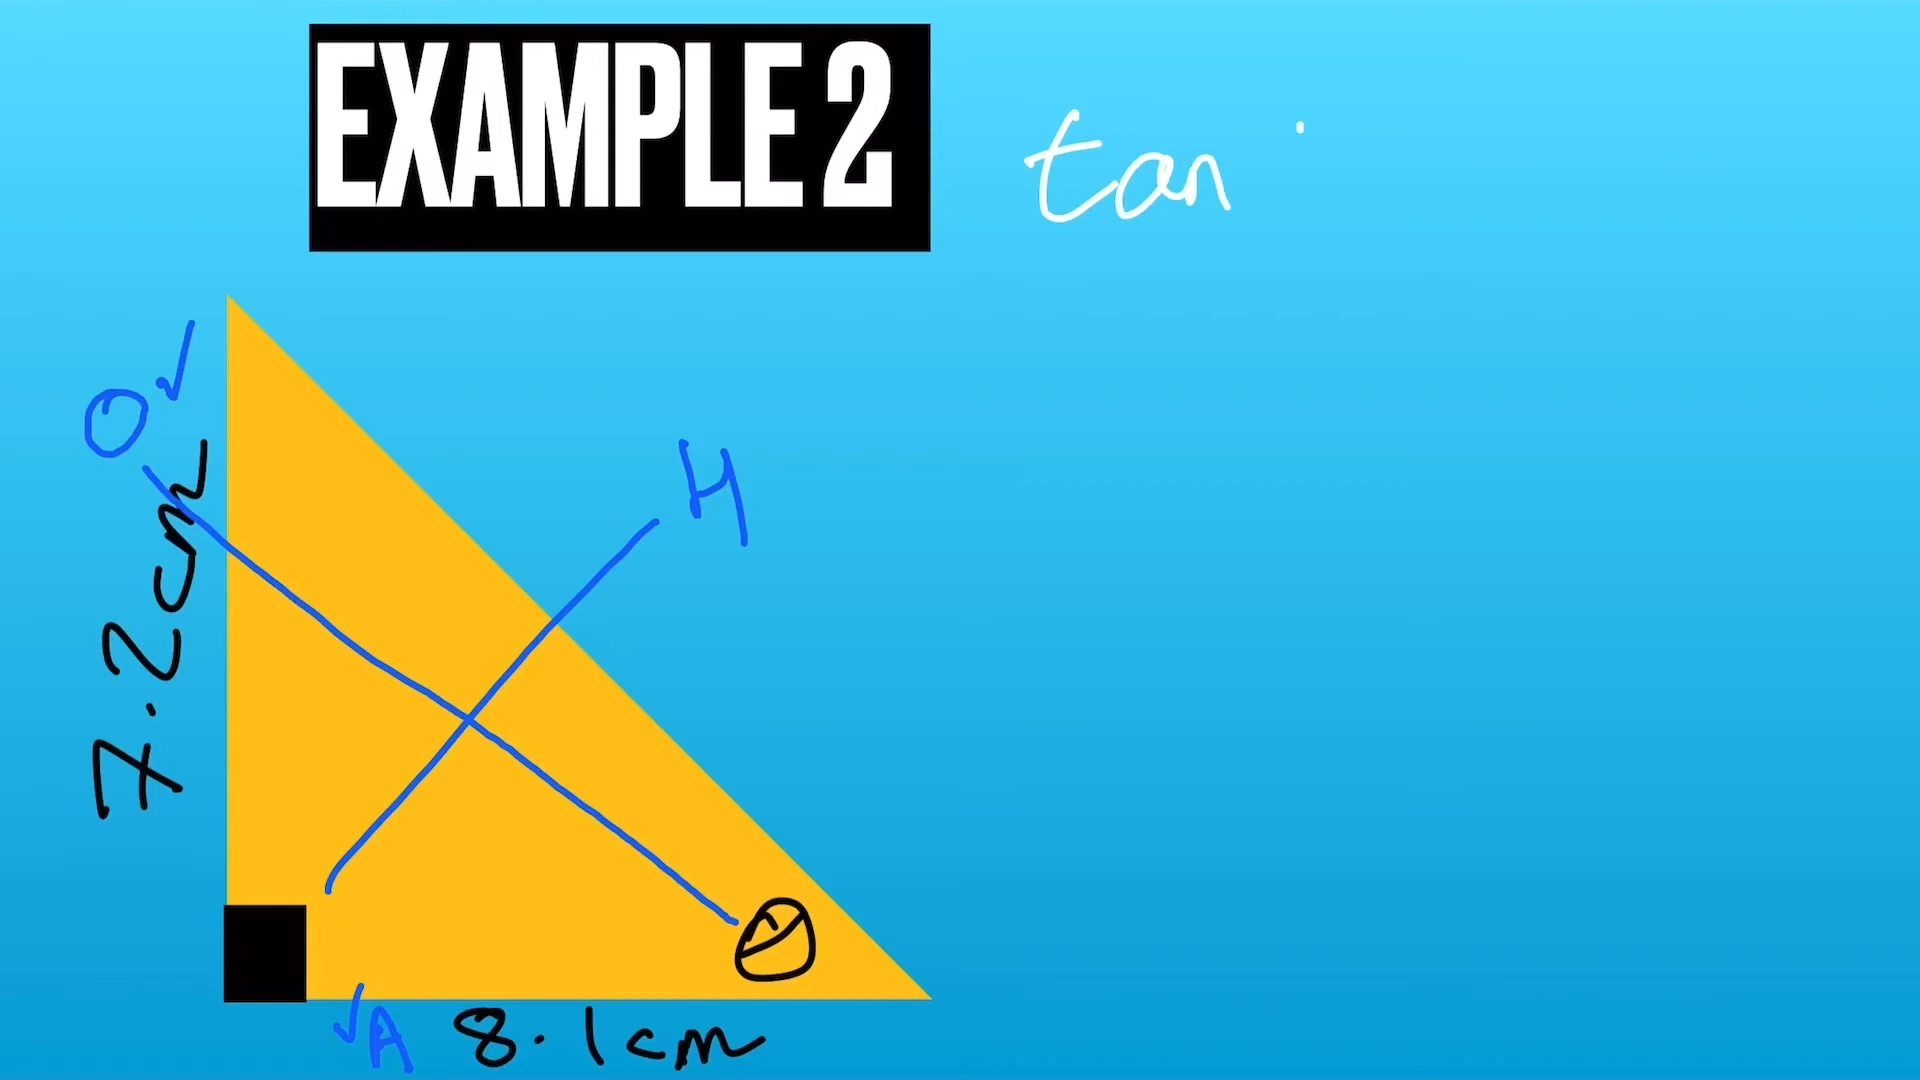 EXAMPLE 2
tan
O
7.2cm
H
θ
A
8.1cm